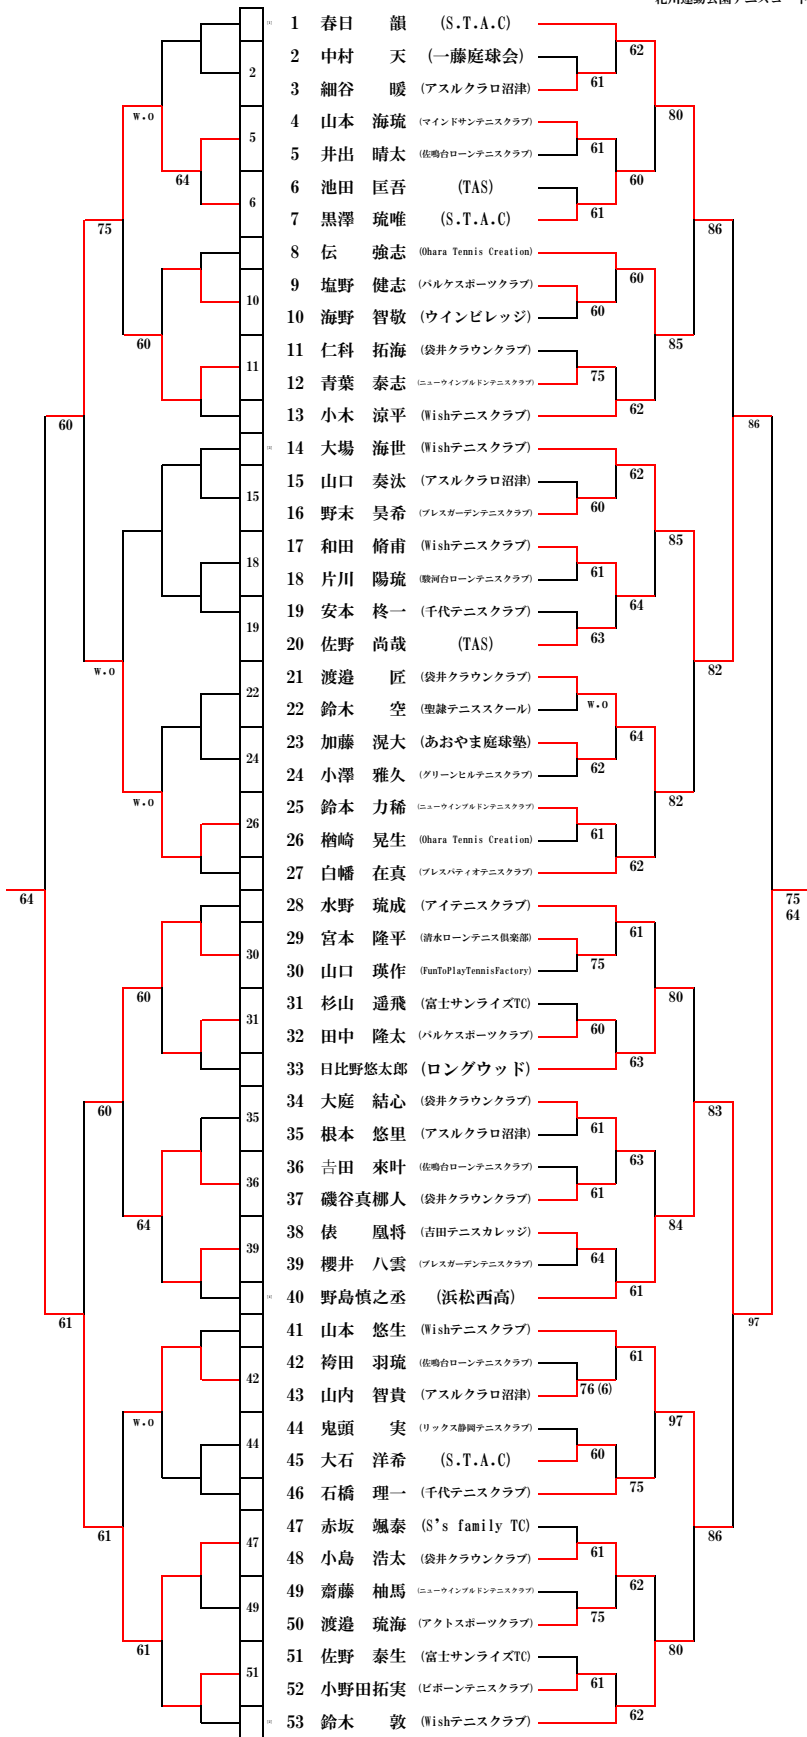 1 春日 韻 (S.T.A.C)
2 中村 天 (一藤庭球会)
3 細谷 暖 (アスルクラロ沼津)
4 山本 海琉 (マインドサンテニスクラブ)
5 井出 晴太 (佐鳴台ローンテニスクラブ)
6 池田 匡吾 (TAS)
7 黒澤 琉唯 (S.T.A.C)
8 伝 強志 (Ohara Tennis Creation)
9 塩野 健志 (パルケスポーツクラブ)
10 海野 智敬 (ウインビレッジ)
11 仁科 拓海 (袋井クラウンクラブ)
12 青葉 泰志 (ニューウインブルドンテニスクラブ)
13 小木 涼平 (Wishテニスクラブ)
14 大場 海世 (Wishテニスクラブ)
15 山口 奏汰 (アスルクラロ沼津)
16 野末 昊希 (ブレスガーデンテニスクラブ)
17 和田 脩甫 (Wishテニスクラブ)
18 片川 陽琉 (駿河台ローンテニスクラブ)
19 安本 柊一 (千代テニスクラブ)
20 佐野 尚哉 (TAS)
21 渡邉 匠 (袋井クラウンクラブ)
22 鈴木 空 (聖隷テニススクール)
23 加藤 滉大 (あおやま庭球塾)
24 小澤 雅久 (グリーンヒルテニスクラブ)
25 鈴本 力稀 (ニューウインブルドンテニスクラブ)
26 楢崎 晃生 (Ohara Tennis Creation)
27 白幡 在真 (ブレスパティオテニスクラブ)
28 水野 琉成 (アイテニスクラブ)
29 宮本 隆平 (清水ローンテニス倶楽部)
30 山口 瑛作 (FunToPlayTennisFactory)
31 杉山 遥飛 (富士サンライズTC)
32 田中 隆太 (パルケスポーツクラブ)
33 日比野悠太郎 (ロングウッド)
34 大庭 結心 (袋井クラウンクラブ)
35 根本 悠里 (アスルクラロ沼津)
36 𠮷田 來叶 (佐鳴台ローンテニスクラブ)
37 磯谷真梛人 (袋井クラウンクラブ)
38 俵 凰将 (吉田テニスカレッジ)
39 櫻井 八雲 (ブレスガーデンテニスクラブ)
40 野島慎之丞 (浜松西高)
41 山本 悠生 (Wishテニスクラブ)
42 袴田 羽琉 (佐鳴台ローンテニスクラブ)
43 山内 智貴 (アスルクラロ沼津)
44 鬼頭 実 (リックス静岡テニスクラブ)
45 大石 洋希 (S.T.A.C)
46 石橋 理一 (千代テニスクラブ)
47 赤坂 颯泰 (S's family TC)
48 小島 浩太 (袋井クラウンクラブ)
49 齋藤 柚馬 (ニューウインブルドンテニスクラブ)
50 渡邉 琉海 (アクトスポーツクラブ)
51 佐野 泰生 (富士サンライズTC)
52 小野田拓実 (ビボーンテニスクラブ)
53 鈴木 敦 (Wishテニスクラブ)
2
5
6
10
11
15
18
19
22
24
26
30
31
35
36
39
42
44
47
49
51
w.o
64
75
60
60
w.o
w.o
64
60
60
64
61
w.o
61
61
62
61
80
61
60
61
86
60
60
85
75
62
86
62
60
85
61
64
63
82
w.o
64
62
82
61
62
75
64
61
75
80
60
63
83
61
63
61
84
64
61
97
61
76(6)
97
60
75
86
61
62
75
80
61
62